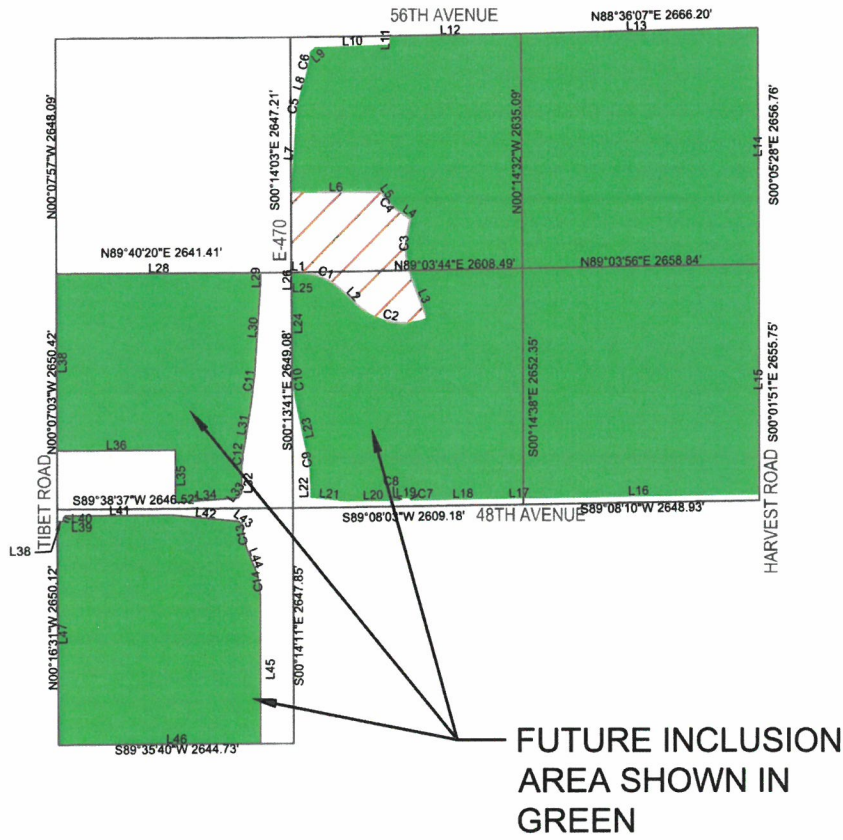 56TH AVENUE
N88°36'07"E 2666.20'
L9
L10
L11
L12
L13
C6
L8
C5
L7
N00°07'57"W 2648.09'
S00°14'03"E 2647.21'
N00°14'32"W 2635.09'
L14
S00°05'28"E 2656.76'
L6
L5
C4
L4
C3
E-470
N89°40'20"E 2641.41'
L28
L29
L26
L1
L25
C1
N89°03'44"E 2608.49'
N89°03'56"E 2658.84'
L2
L3
C2
L24
L30
L38
N00°07'03"W 2650.42'
C11
S00°13'41"E 2649.08'
C10
S00°14'38"E 2652.35'
L15
S00°01'51"E 2655.75'
L31
L23
L36
C12
C9
L35
L32
L22
C8
TIBET ROAD
S89°38'37"W 2646.52'
L34
L33
L21
L20
L19
C7
L18
L17
L16
S89°08'03"W 2609.18'
48TH AVENUE
S89°08'10"W 2648.93'
HARVEST ROAD
L41
L40
L39
L42
L43
L38
C13
L44
C14
N00°16'31"W 2650.12'
L47
S00°14'11"E 2647.85'
L45
L46
S89°35'40"W 2644.73'
FUTURE INCLUSION
AREA SHOWN IN
GREEN